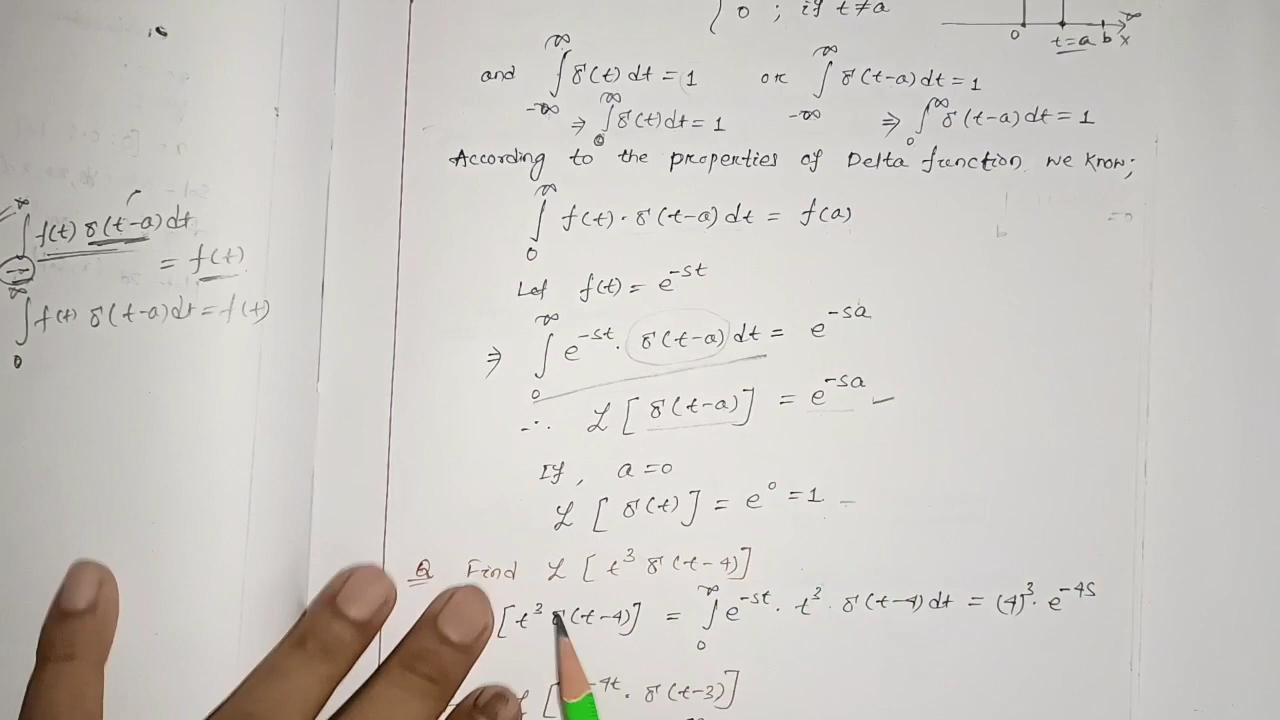 0 ; if t≠a
0 t=a b x ∞
and ∫_{-∞}^{∞} δ(t) dt = 1 or ∫_{-∞}^{∞} δ(t-a) dt = 1
⇒ ∫_0^∞ δ(t) dt = 1 ⇒ ∫_0^∞ δ(t-a) dt = 1
According to the properties of Delta function we know;
∫_0^∞ f(t)·δ(t-a) dt = f(a)
Let f(t) = e^{-st}
⇒ ∫_0^∞ e^{-st}· δ(t-a) dt = e^{-sa}
∴ ℒ [δ(t-a)] = e^{-sa}
If, a=0
ℒ [δ(t)] = e^0 = 1
Q Find ℒ [t^3 δ(t-4)]
[t^3 δ(t-4)] = ∫_0^∞ e^{-st}· t^3· δ(t-4) dt = (4)^3· e^{-4s}
[ -4t· δ(t-3)]
∞
∫_{-∞}^∞ f(t) δ(t-a) dt
= f(t)
∫_0^∞ f(t) δ(t-a) dt = f(t)